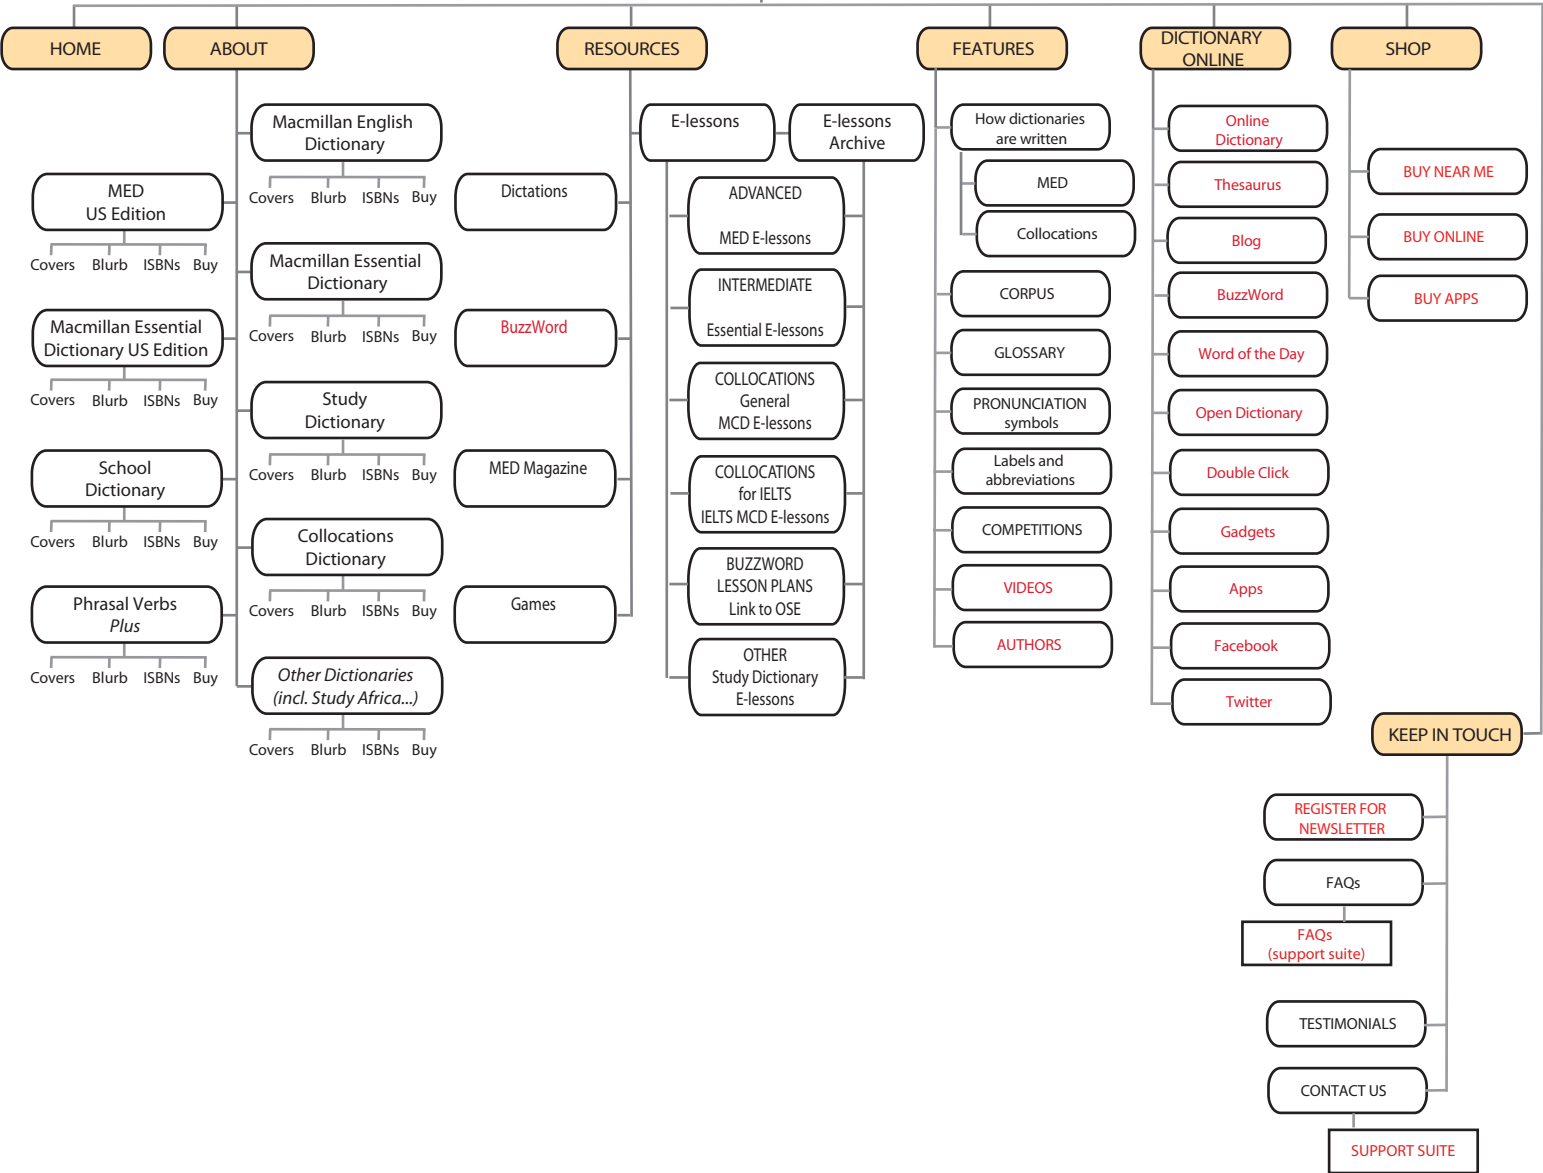 HOME
ABOUT
RESOURCES
FEATURES
DICTIONARY
ONLINE
SHOP
Macmillan English
Dictionary
Covers Blurb ISBNs Buy
MED
US Edition
Covers Blurb ISBNs Buy
Macmillan Essential
Dictionary
Covers Blurb ISBNs Buy
Macmillan Essential
Dictionary US Edition
Covers Blurb ISBNs Buy
Study
Dictionary
Covers Blurb ISBNs Buy
School
Dictionary
Covers Blurb ISBNs Buy
Collocations
Dictionary
Covers Blurb ISBNs Buy
Phrasal Verbs
Plus
Covers Blurb ISBNs Buy
Other Dictionaries
(incl. Study Africa...)
Covers Blurb ISBNs Buy
Dictations
BuzzWord
MED Magazine
Games
E-lessons
E-lessons
Archive
ADVANCED
MED E-lessons
INTERMEDIATE
Essential E-lessons
COLLOCATIONS
General
MCD E-lessons
COLLOCATIONS
for IELTS
IELTS MCD E-lessons
BUZZWORD
LESSON PLANS
Link to OSE
OTHER
Study Dictionary
E-lessons
How dictionaries
are written
MED
Collocations
CORPUS
GLOSSARY
PRONUNCIATION
symbols
Labels and
abbreviations
COMPETITIONS
VIDEOS
AUTHORS
Online
Dictionary
Thesaurus
Blog
BuzzWord
Word of the Day
Open Dictionary
Double Click
Gadgets
Apps
Facebook
Twitter
BUY NEAR ME
BUY ONLINE
BUY APPS
KEEP IN TOUCH
REGISTER FOR
NEWSLETTER
FAQs
FAQs
(support suite)
TESTIMONIALS
CONTACT US
SUPPORT SUITE